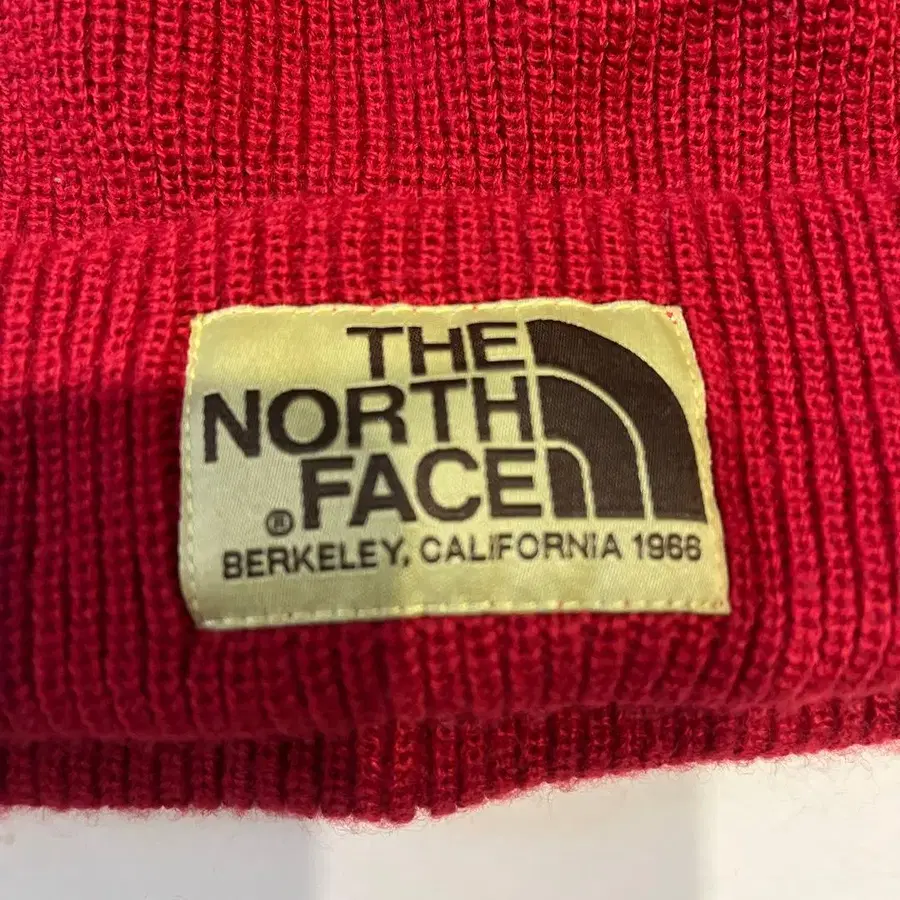 THE
NORTH
FACE
®
BERKELEY, CALIFORNIA 1966